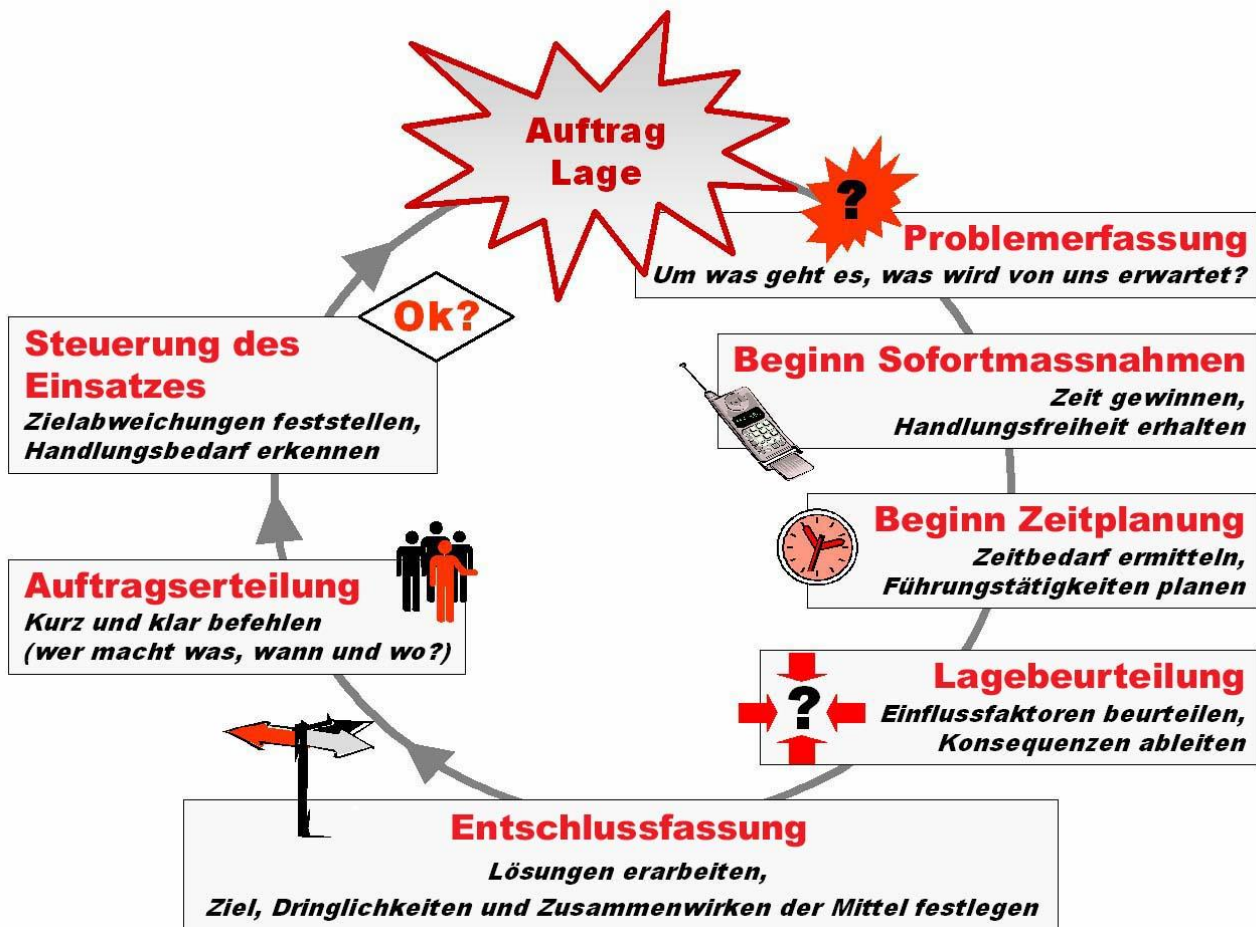 Auftrag
Lage
?
Problemerfassung
Um was geht es, was wird von uns erwartet?
Beginn Sofortmassnahmen
Zeit gewinnen,
Handlungsfreiheit erhalten
Beginn Zeitplanung
Zeitbedarf ermitteln,
Führungstätigkeiten planen
?
Lagebeurteilung
Einflussfaktoren beurteilen,
Konsequenzen ableiten
Entschlussfassung
Lösungen erarbeiten,
Ziel, Dringlichkeiten und Zusammenwirken der Mittel festlegen
Auftragserteilung
Kurz und klar befehlen
(wer macht was, wann und wo?)
Ok?
Steuerung des
Einsatzes
Zielabweichungen feststellen,
Handlungsbedarf erkennen